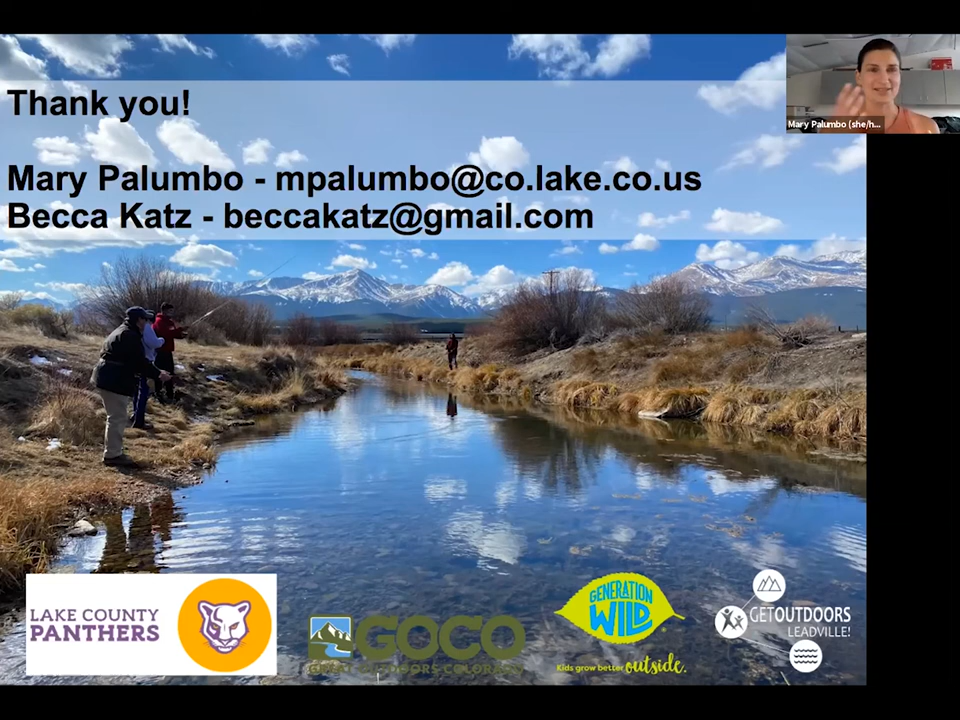 Thank you!
Mary Palumbo - mpalumbo@co.lake.co.us
Becca Katz - beccakatz@gmail.com
Mary Palumbo (she/h...
LAKE COUNTY
PANTHERS
GOCO
GREAT OUTDOORS COLORADO
GENERATION
WILD
Kids grow better outside.
GETOUTDOORS
LEADVILLE!